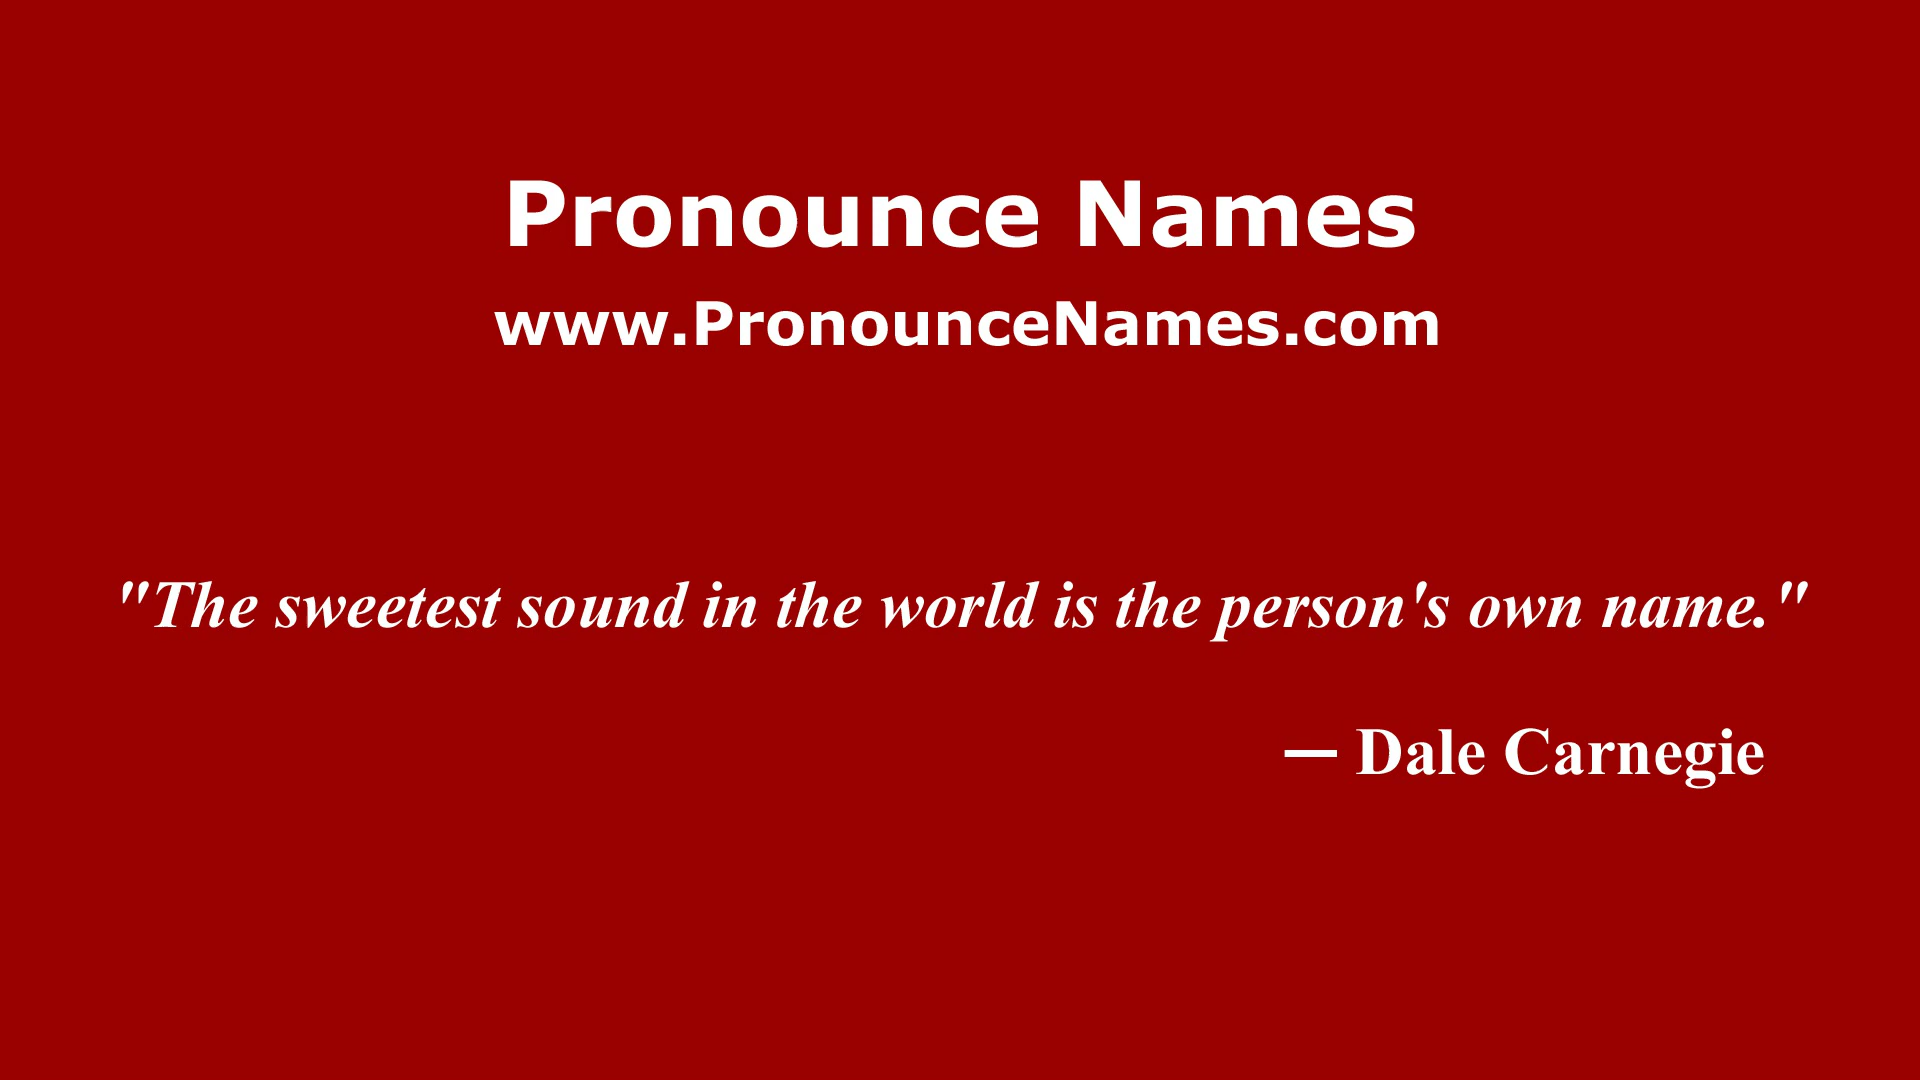 Pronounce Names
www.PronounceNames.com
"The sweetest sound in the world is the person's own name."
— Dale Carnegie